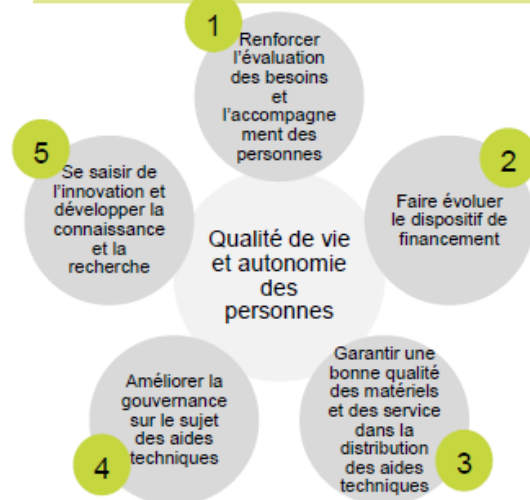 1
Renforcer
l'évaluation
des besoins
et
l'accompagne
ment des
personnes
2
Faire évoluer
le dispositif de
financement
3
Garantir une
bonne qualité
des matériels
et des service
dans la
distribution
des aides
techniques
4
Améliorer la
gouvernance
sur le sujet
des aides
techniques
5
Se saisir de
l'innovation et
développer la
connaissance
et la
recherche
Qualité de vie
et autonomie
des
personnes